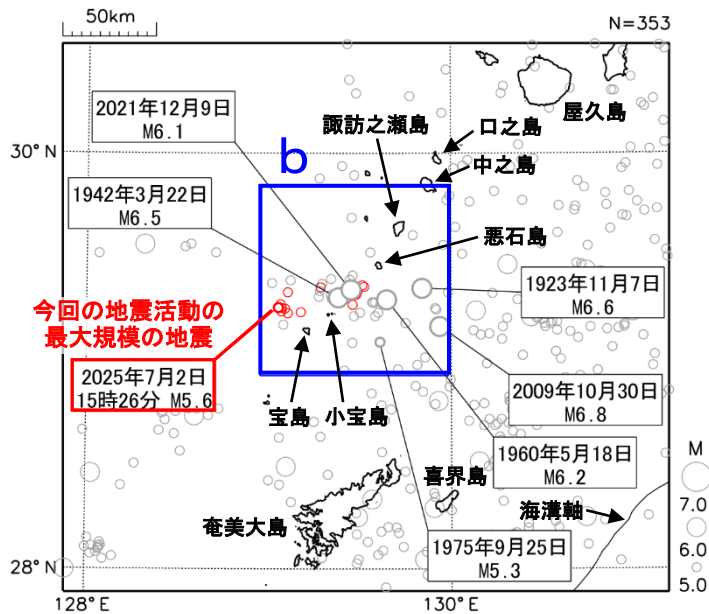 50km
N=353
2021年12月9日
M6.1
諏訪之瀬島
口之島
屋久島
30° N
b
中之島
1942年3月22日
M6.5
悪石島
1923年11月7日
M6.6
今回の地震活動の
最大規模の地震
2025年7月2日
15時26分 M5.6
宝島
小宝島
2009年10月30日
M6.8
1960年5月18日
M6.2
喜界島
海溝軸
奄美大島
1975年9月25日
M5.3
M
7.0
6.0
5.0
28° N
128° E
130° E